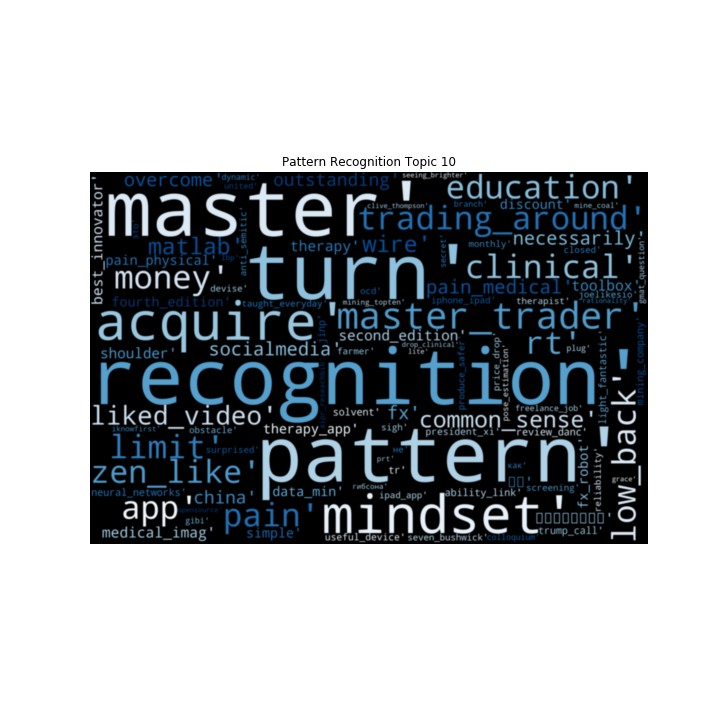 Pattern Recognition Topic 10
best_innovator'
overcome'
'dynamic'
united'
outstanding'
seeing_brighter'
master'
education'
clive_thompson'
branch'
discount'
mine_coal'
trading_around'
necessarily'
matlab'
anti_semitic'
therapy'
wire'
monthly'
secret'
closed'
gmat_question'
pain_physical'
turn'
clinical'
money'
devise'
ocd'
iphone_ipad'
pain_medical'
therapist'
toolbox'
joelikesio'
rationality'
fourth_edition'
taught_everyday'
mining_topten'
acquire'
master_trader'
second_edition'
rt'
mining_company'
shoulder'
socialmedia'
farmer'
drop_clinical'
lite'
price_drop'
plug'
recognition'
produce_safer'
pose_estimation'
light_fantastic'
liked_video'
solvent'
fx'
freelance_job'
common_sense'
iknowfirst'
obstacle'
therapy_app'
sigh'
president_xi'
review_danc'
limit'
surprised'
pattern'
не'
low_back'
zen_like'
prt'
tr'
как'
fx_robot'
reliability'
neural_networks'
china'
data_min'
гибсона'
ipad_app'
ability_link'
screening'
grace'
app'
opensource'
gibi'
pain'
mindset'
medical_imag'
simple'
useful_device'
seven_bushwick'
colloquium'
trump_call'